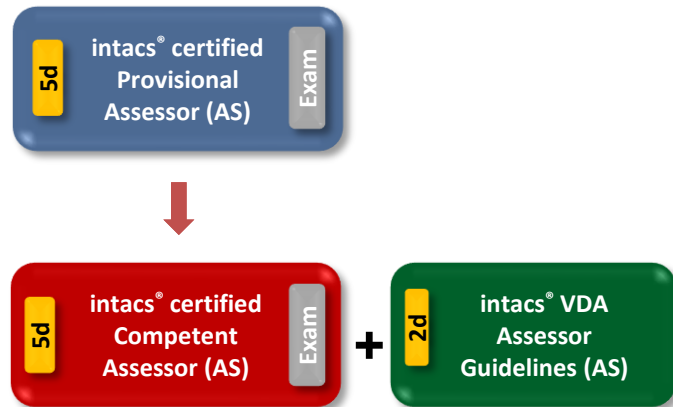 5d
intacs® certified
Provisional
Assessor (AS)
Exam
5d
intacs® certified
Competent
Assessor (AS)
Exam
+
2d
intacs® VDA
Assessor
Guidelines (AS)